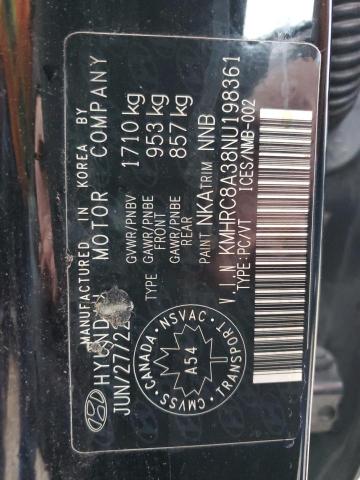 MANUFACTURED IN KOREA BY
HYUNDAI MOTOR COMPANY
JUN/27/22 GVWR/PNBV 1710 kg
TYPE GAWR/PNBE FRONT 953 kg
GAWR/PNBE REAR 857 kg
PAINT NKA TRIM NNB
V.I.N KMHRC8A38NU198361
TYPE:PC/VT ICES/NMB-002
CANADA NSVAC TRANSPORT CMVSS
A54